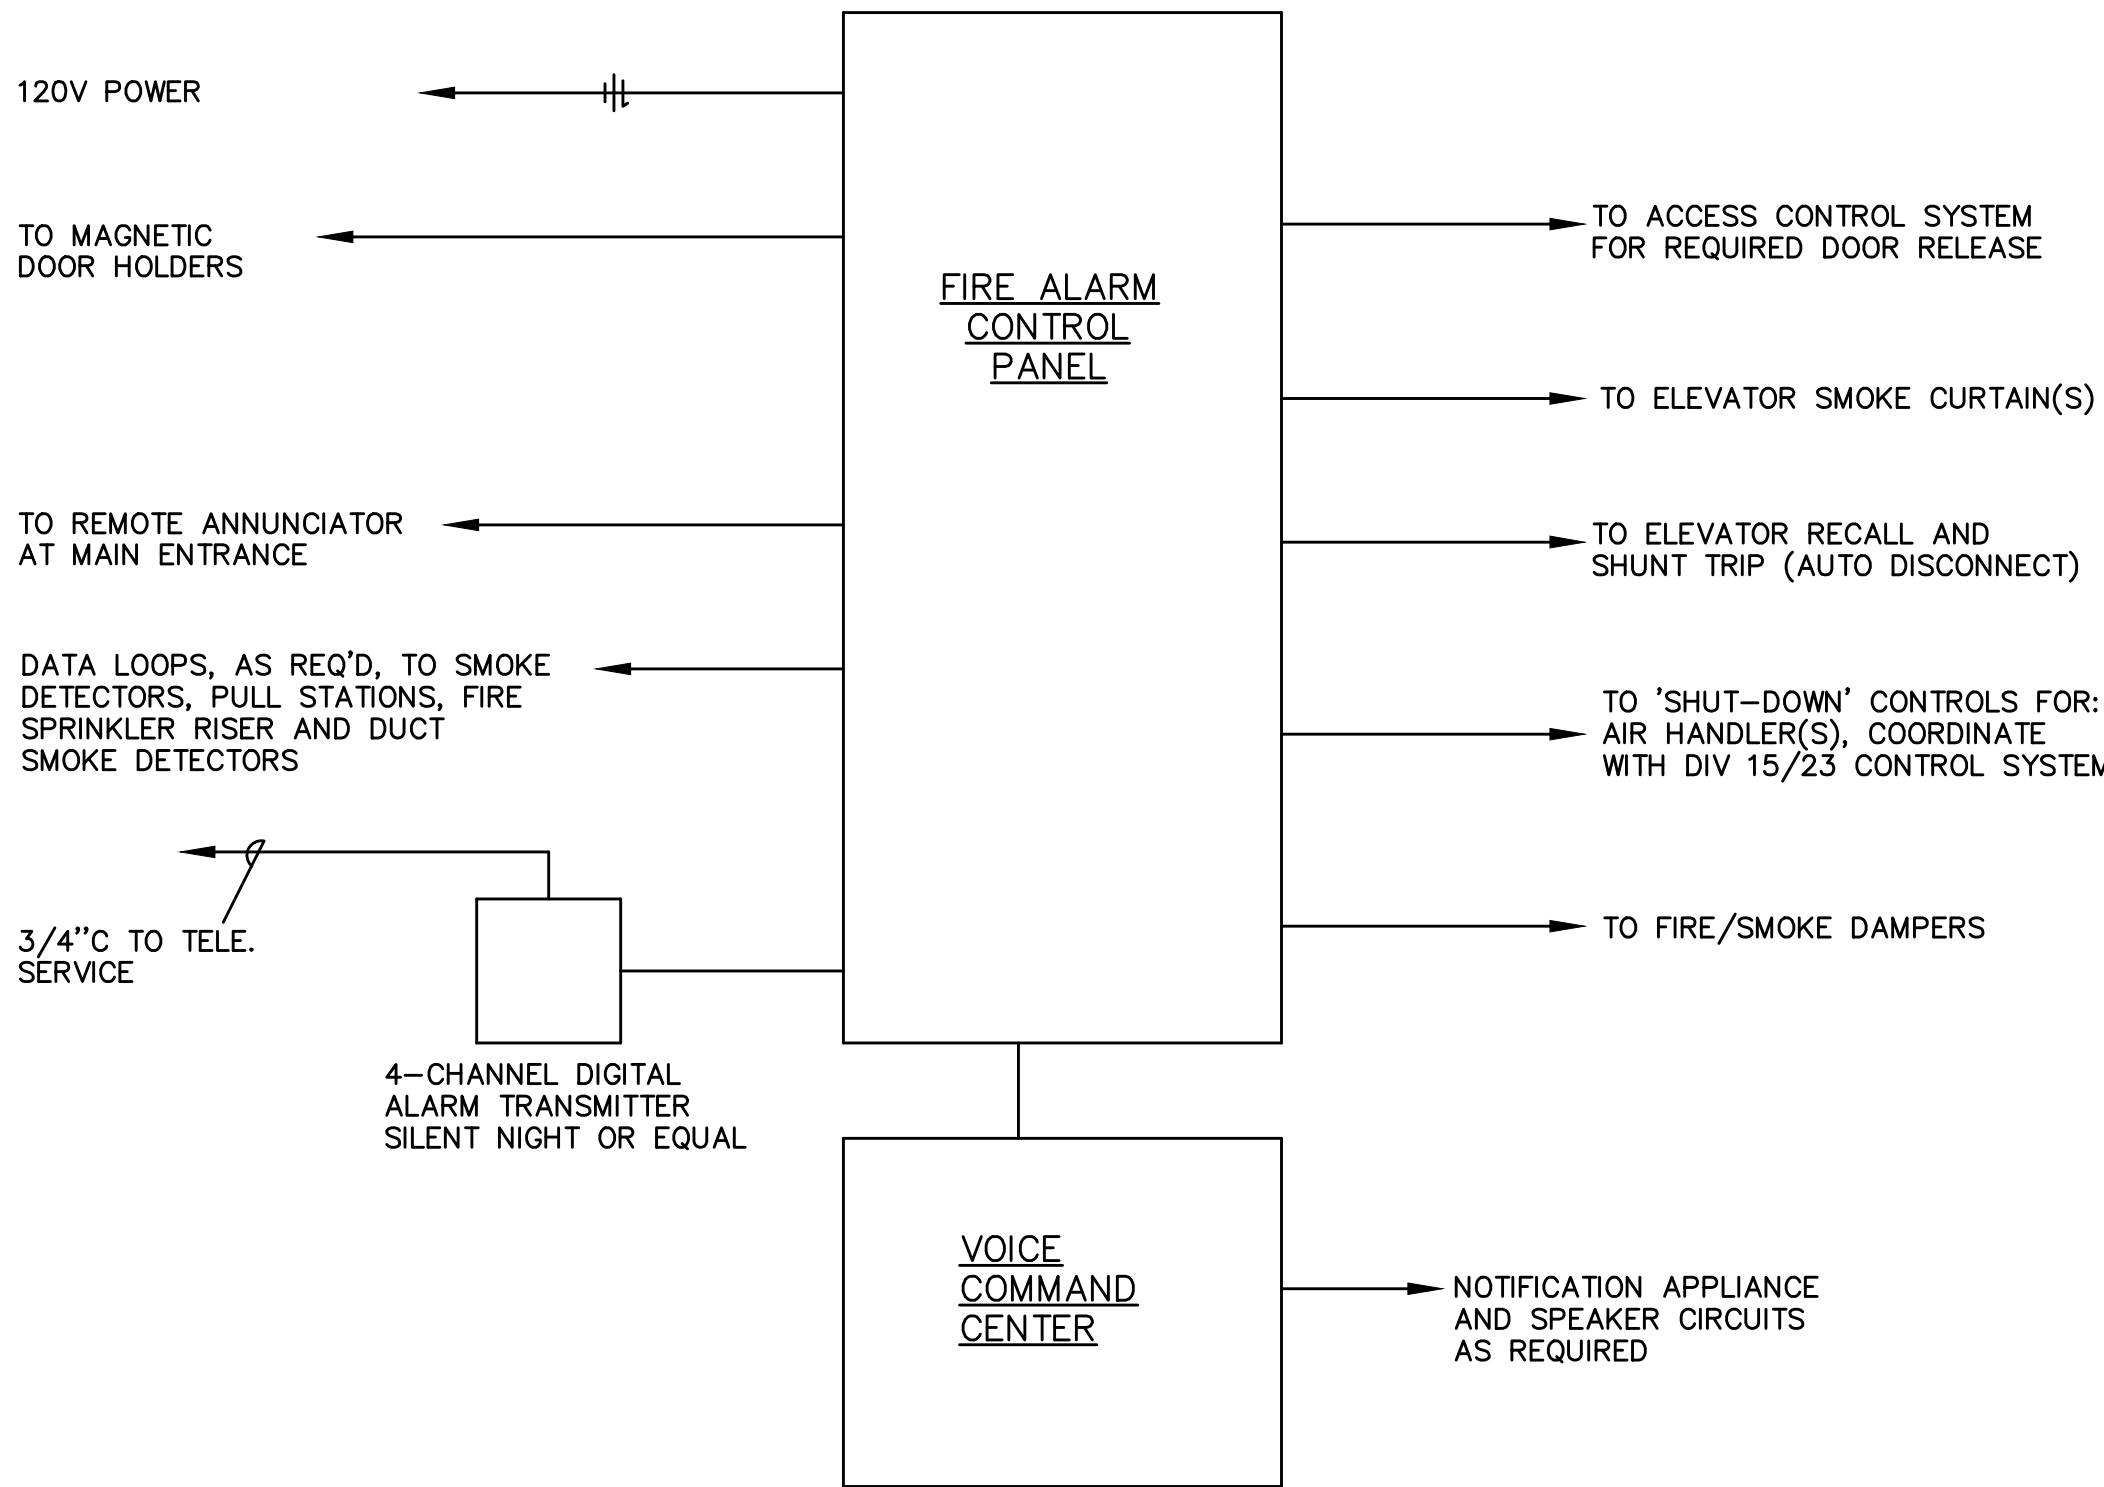 120V POWER
TO MAGNETIC
DOOR HOLDERS
TO REMOTE ANNUNCIATOR
AT MAIN ENTRANCE
DATA LOOPS, AS REQ'D, TO SMOKE
DETECTORS, PULL STATIONS, FIRE
SPRINKLER RISER AND DUCT
SMOKE DETECTORS
3/4"C TO TELE.
SERVICE
4-CHANNEL DIGITAL
ALARM TRANSMITTER
SILENT NIGHT OR EQUAL
FIRE ALARM
CONTROL
PANEL
TO ACCESS CONTROL SYSTEM
FOR REQUIRED DOOR RELEASE
TO ELEVATOR SMOKE CURTAIN(S)
TO ELEVATOR RECALL AND
SHUNT TRIP (AUTO DISCONNECT)
TO 'SHUT-DOWN' CONTROLS FOR:
AIR HANDLER(S), COORDINATE
WITH DIV 15/23 CONTROL SYSTEM
TO FIRE/SMOKE DAMPERS
VOICE
COMMAND
CENTER
NOTIFICATION APPLIANCE
AND SPEAKER CIRCUITS
AS REQUIRED